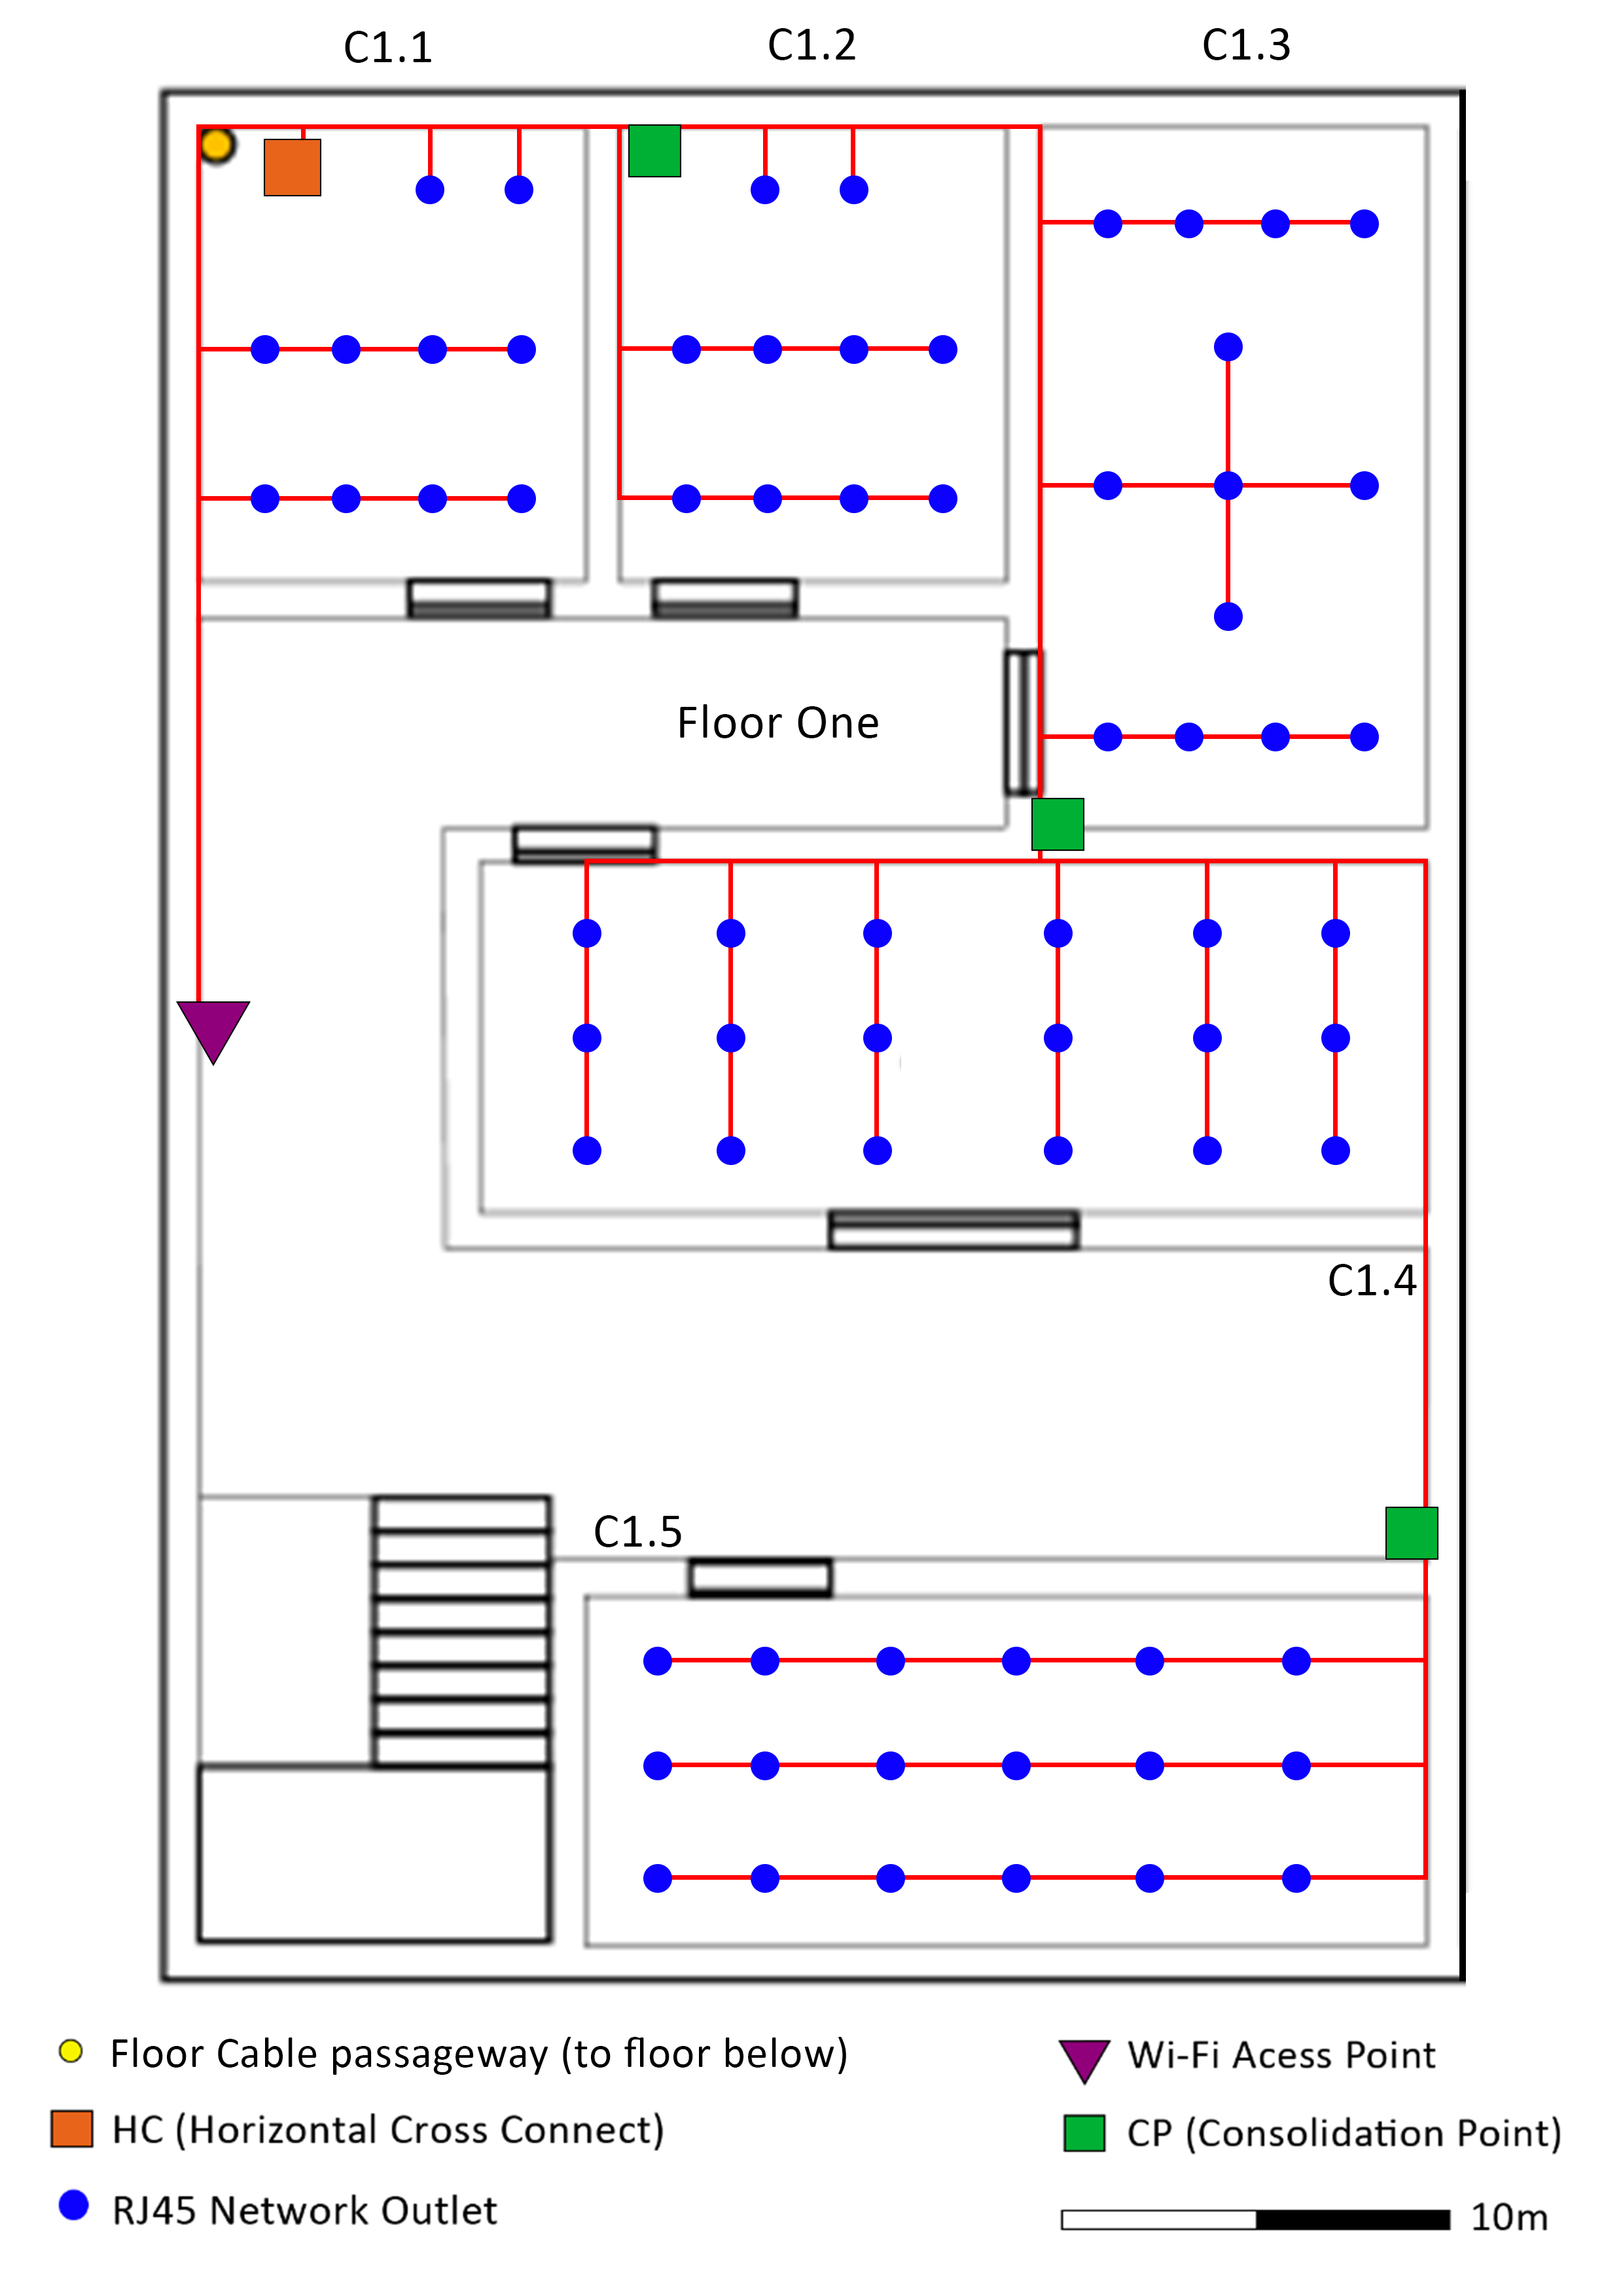 C1.1
C1.2
C1.3
Floor One
C1.4
C1.5
Floor Cable passageway (to floor below)
HC (Horizontal Cross Connect)
RJ45 Network Outlet
Wi-Fi Acess Point
CP (Consolidation Point)
10m